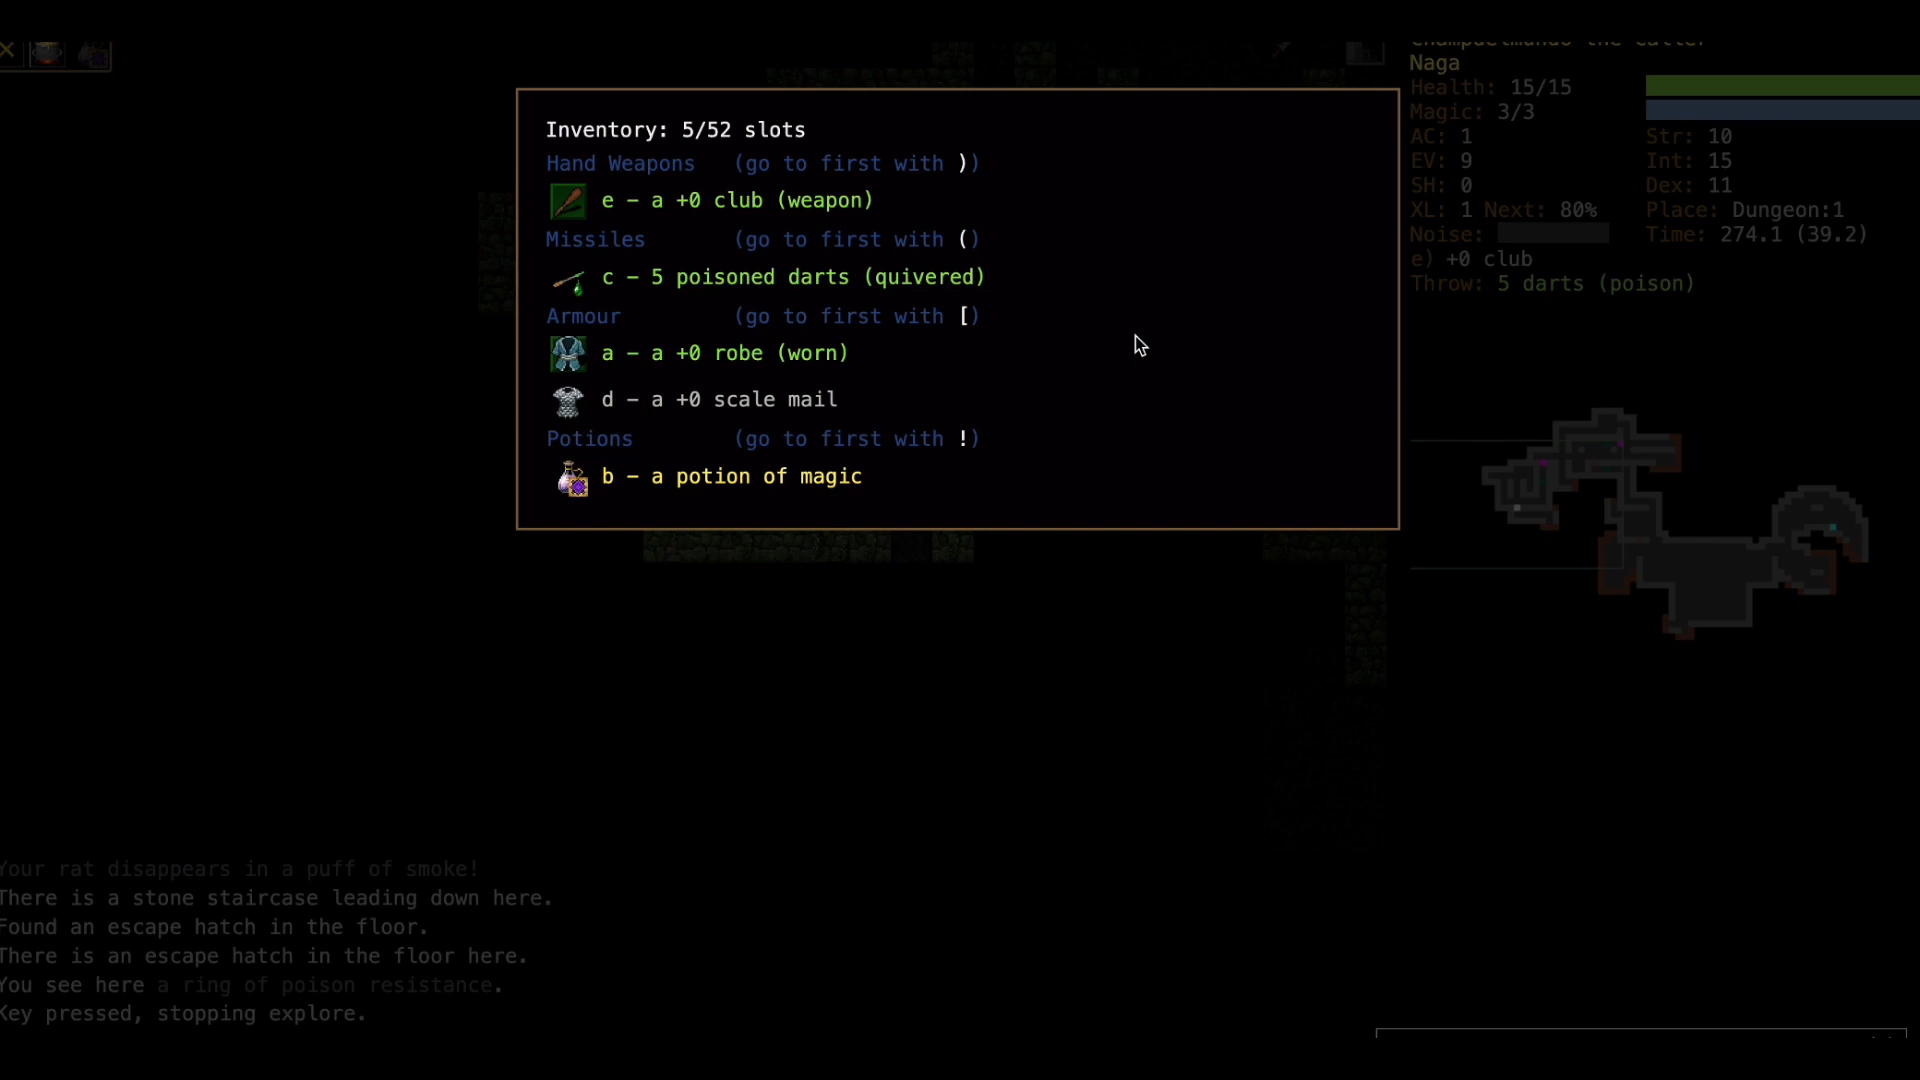 Naga
Health: 15/15
Magic: 3/3
AC: 1 Str: 10
EV: 9 Int: 15
SH: 0 Dex: 11
XL: 1 Next: 80% Place: Dungeon:1
Noise: Time: 274.1 (39.2)
e) +0 club
Throw: 5 darts (poison)
Inventory: 5/52 slots
Hand Weapons (go to first with ))
e – a +0 club (weapon)
Missiles (go to first with ()
c – 5 poisoned darts (quivered)
Armour (go to first with [)
a – a +0 robe (worn)
d – a +0 scale mail
Potions (go to first with !)
b – a potion of magic
Your rat disappears in a puff of smoke!
There is a stone staircase leading down here.
Found an escape hatch in the floor.
There is an escape hatch in the floor here.
You see here a ring of poison resistance.
Key pressed, stopping explore.